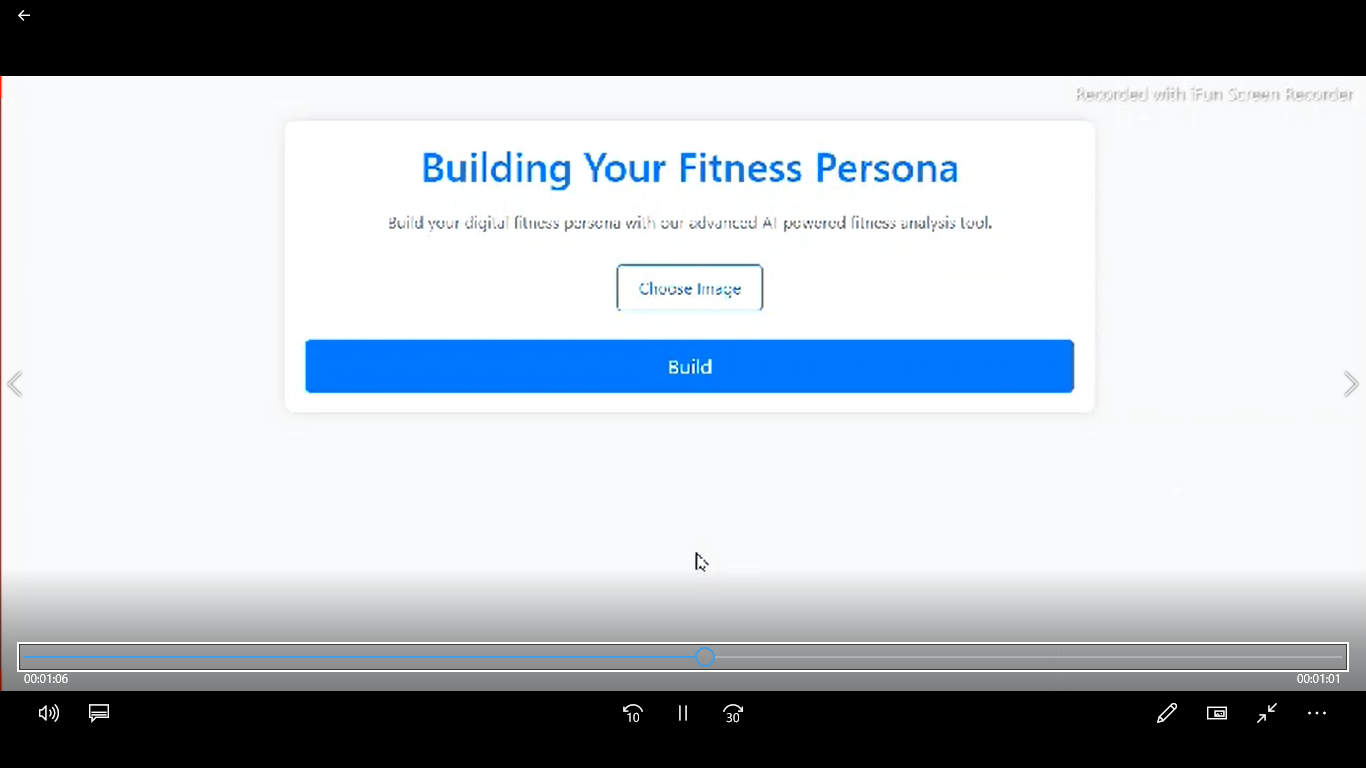 Recorded with iFun Screen Recorder
Building Your Fitness Persona
Build your digital fitness persona with our advanced AI powered fitness analysis tool.
Choose Image
Build
00:01:06
00:01:01
10
30